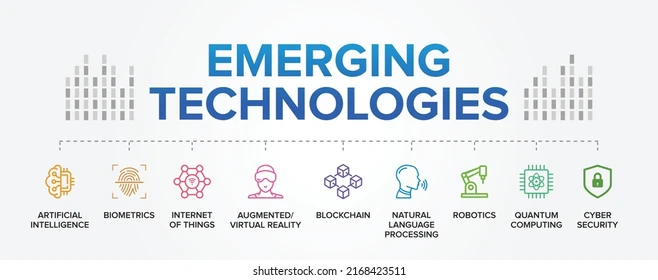 EMERGING
TECHNOLOGIES
ARTIFICIAL
INTELLIGENCE
BIOMETRICS
INTERNET
OF THINGS
AUGMENTED/
VIRTUAL REALITY
BLOCKCHAIN
NATURAL
LANGUAGE
PROCESSING
ROBOTICS
QUANTUM
COMPUTING
CYBER
SECURITY
shutterstock.com · 2168423511